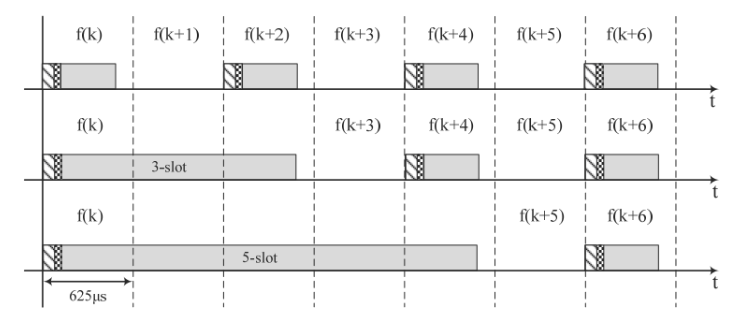 f(k) f(k+1) f(k+2) f(k+3) f(k+4) f(k+5) f(k+6)
t
f(k) f(k+3) f(k+4) f(k+5) f(k+6)
3-slot
t
f(k) f(k+5) f(k+6)
5-slot
t
625μs